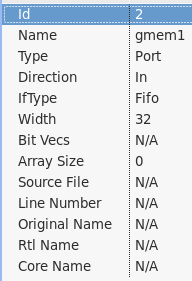 Id 2
Name gmem1
Type Port
Direction In
IfType Fifo
Width 32
Bit Vecs N/A
Array Size 0
Source File N/A
Line Number N/A
Original Name N/A
Rtl Name N/A
Core Name N/A